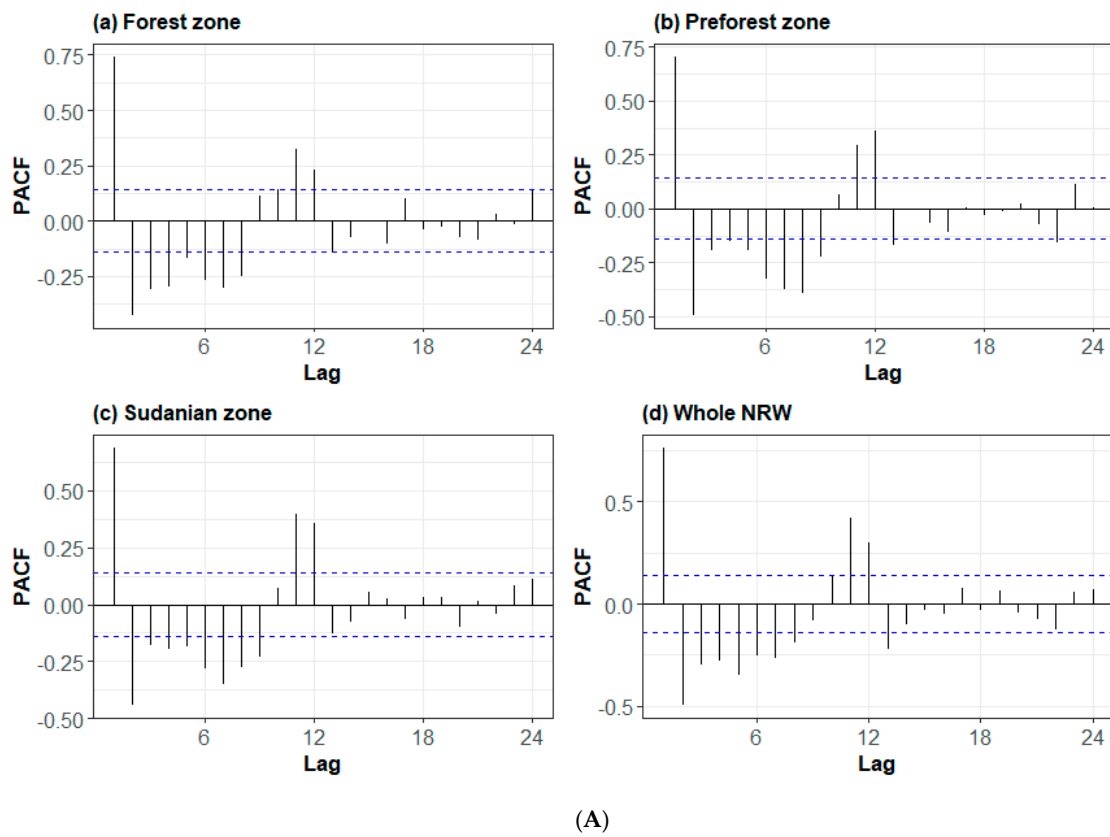 (a) Forest zone
PACF
0.75
0.50
0.25
0.00
-0.25
6 12 18 24
Lag
(b) Preforest zone
PACF
0.75
0.50
0.25
0.00
-0.25
-0.50
6 12 18 24
Lag
(c) Sudanian zone
PACF
0.50
0.25
0.00
-0.25
-0.50
6 12 18 24
Lag
(d) Whole NRW
PACF
0.5
0.0
-0.5
6 12 18 24
Lag
(A)